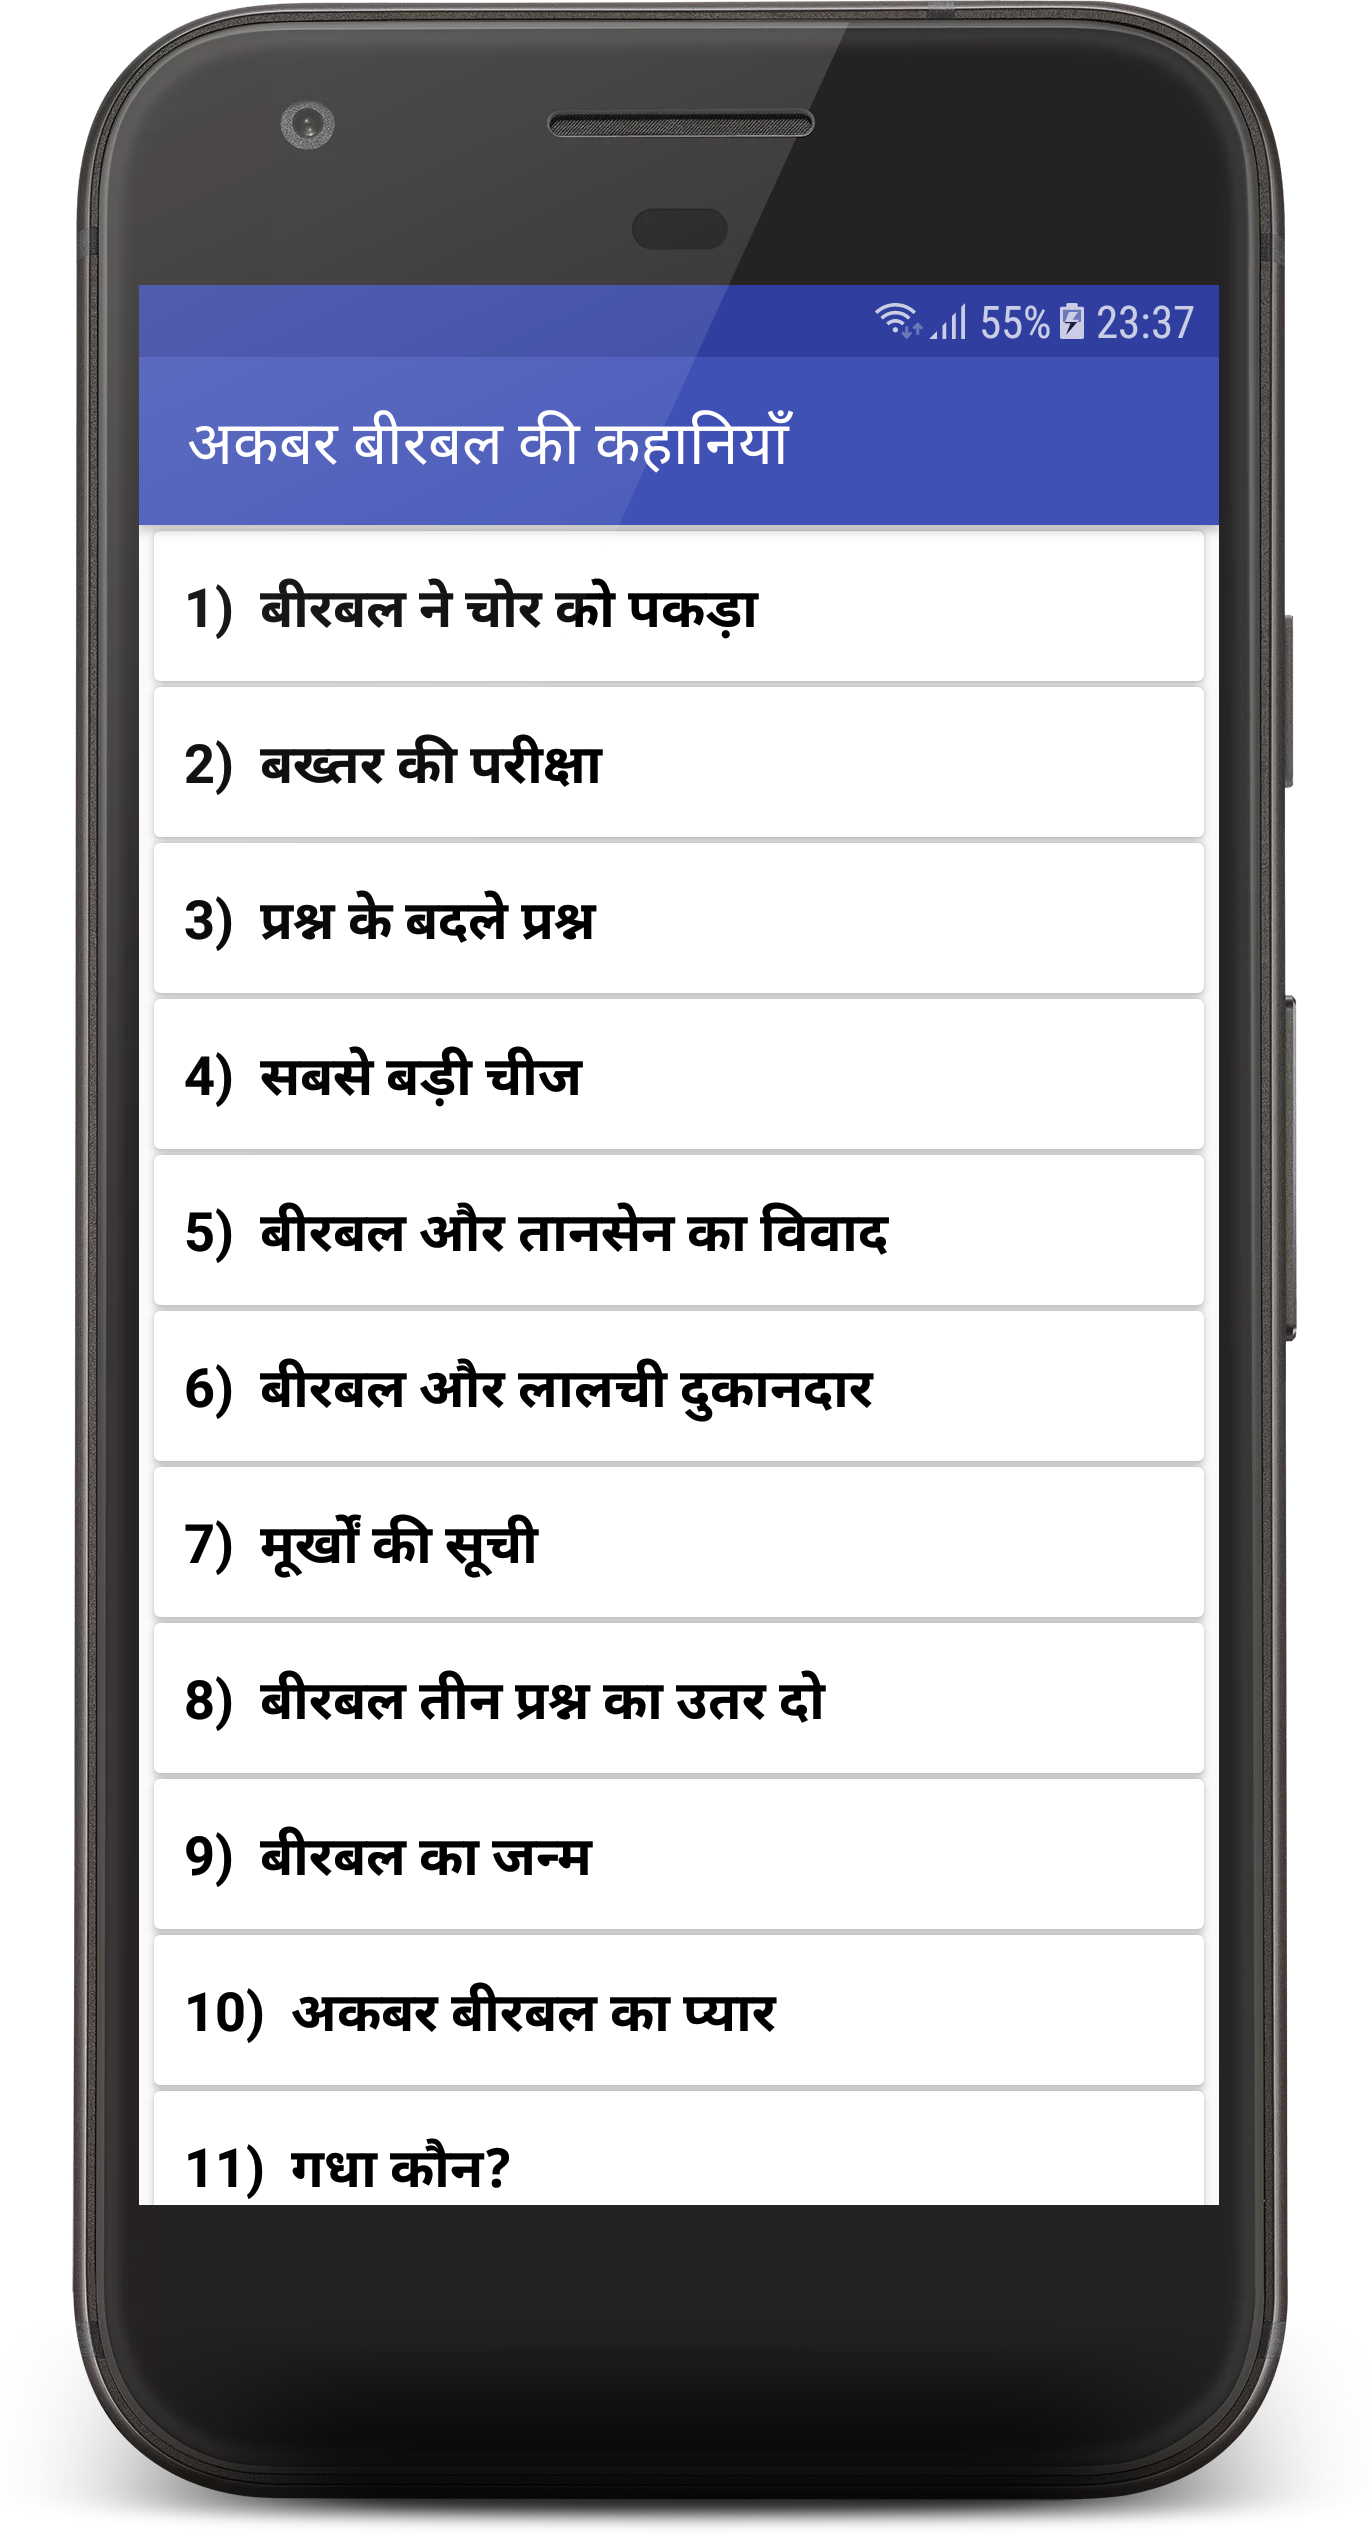 55% 23:37
अकबर बीरबल की कहानियाँ
1) बीरबल ने चोर को पकड़ा
2) बख्तर की परीक्षा
3) प्रश्न के बदले प्रश्न
4) सबसे बड़ी चीज
5) बीरबल और तानसेन का विवाद
6) बीरबल और लालची दुकानदार
7) मूर्खों की सूची
8) बीरबल तीन प्रश्न का उतर दो
9) बीरबल का जन्म
10) अकबर बीरबल का प्यार
11) गधा कौन?